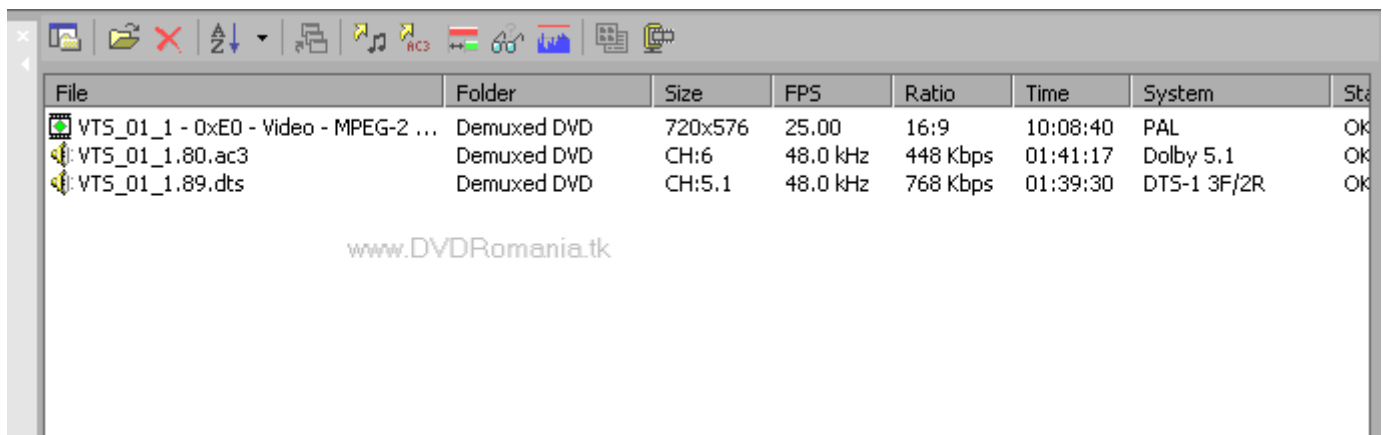 AC3
File Folder Size FPS Ratio Time System Sta
VTS_01_1 - 0xE0 - Video - MPEG-2 ... Demuxed DVD 720x576 25.00 16:9 10:08:40 PAL OK
VTS_01_1.80.ac3 Demuxed DVD CH:6 48.0 kHz 448 Kbps 01:41:17 Dolby 5.1 OK
VTS_01_1.89.dts Demuxed DVD CH:5.1 48.0 kHz 768 Kbps 01:39:30 DTS-1 3F/2R OK
www.DVDRomania.tk